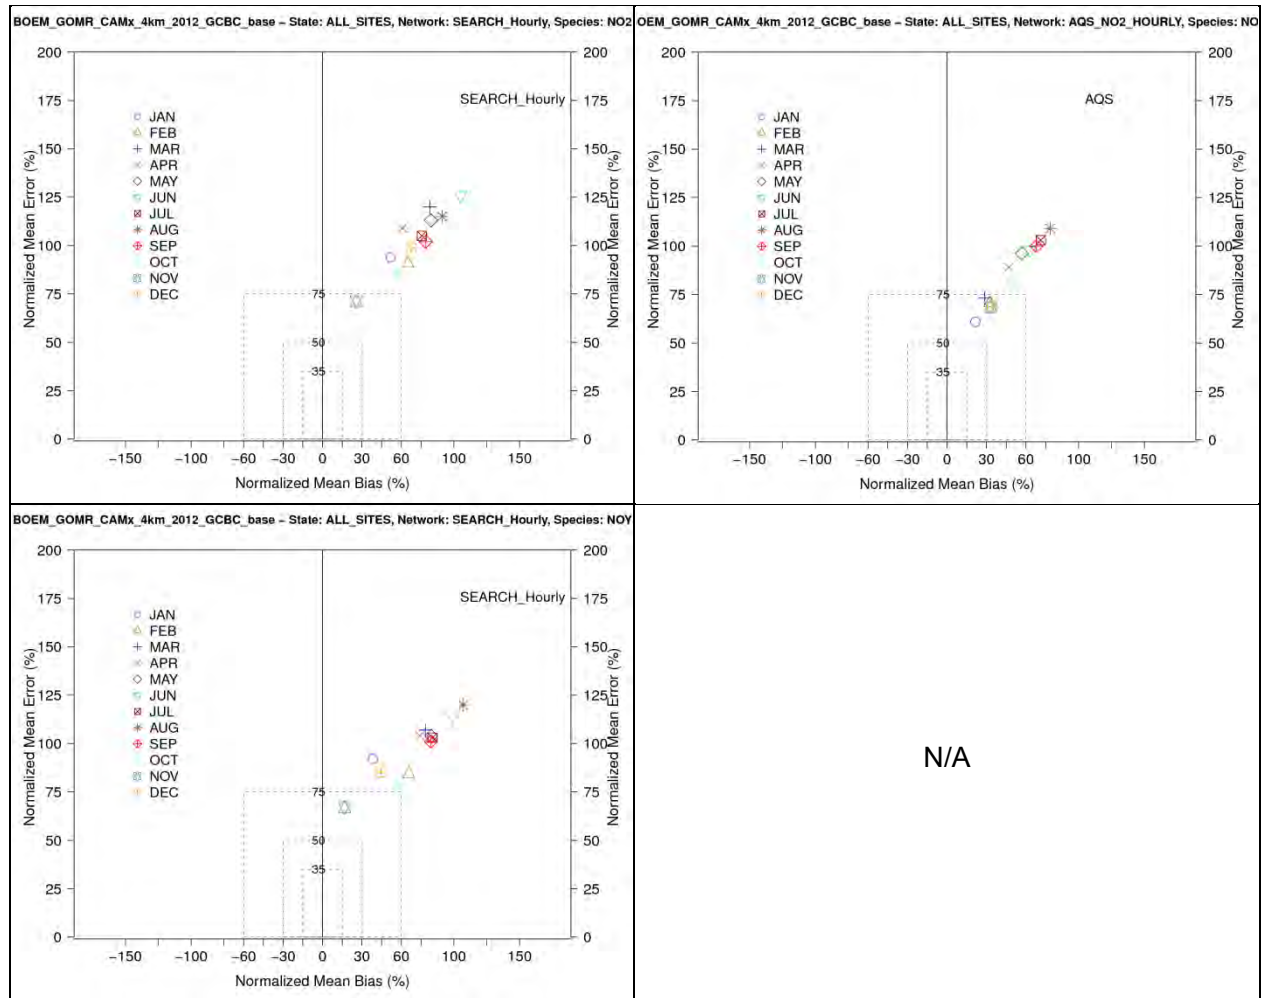 BOEM_GOMR_CAMx_4km_2012_GCBC_base – State: ALL_SITES, Network: SEARCH_Hourly, Species: NO2
SEARCH_Hourly
200
175
150
125
100
75
50
25
0
Normalized Mean Error (%)
JAN
FEB
MAR
APR
MAY
JUN
JUL
AUG
SEP
OCT
NOV
DEC
75
50
35
200
175
150
125
100
75
50
25
0
Normalized Mean Error (%)
−150 −100 −60 −30 0 30 60 100 150
Normalized Mean Bias (%)
OEM_GOMR_CAMx_4km_2012_GCBC_base – State: ALL_SITES, Network: AQS_NO2_HOURLY, Species: NO
AQS
200
175
150
125
100
75
50
25
0
Normalized Mean Error (%)
JAN
FEB
MAR
APR
MAY
JUN
JUL
AUG
SEP
OCT
NOV
DEC
75
50
35
200
175
150
125
100
75
50
25
0
Normalized Mean Error (%)
−150 −100 −60 −30 0 30 60 100 150
Normalized Mean Bias (%)
BOEM_GOMR_CAMx_4km_2012_GCBC_base – State: ALL_SITES, Network: SEARCH_Hourly, Species: NOY
SEARCH_Hourly
200
175
150
125
100
75
50
25
0
Normalized Mean Error (%)
JAN
FEB
MAR
APR
MAY
JUN
JUL
AUG
SEP
OCT
NOV
DEC
75
50
35
200
175
150
125
100
75
50
25
0
Normalized Mean Error (%)
−150 −100 −60 −30 0 30 60 100 150
Normalized Mean Bias (%)
N/A